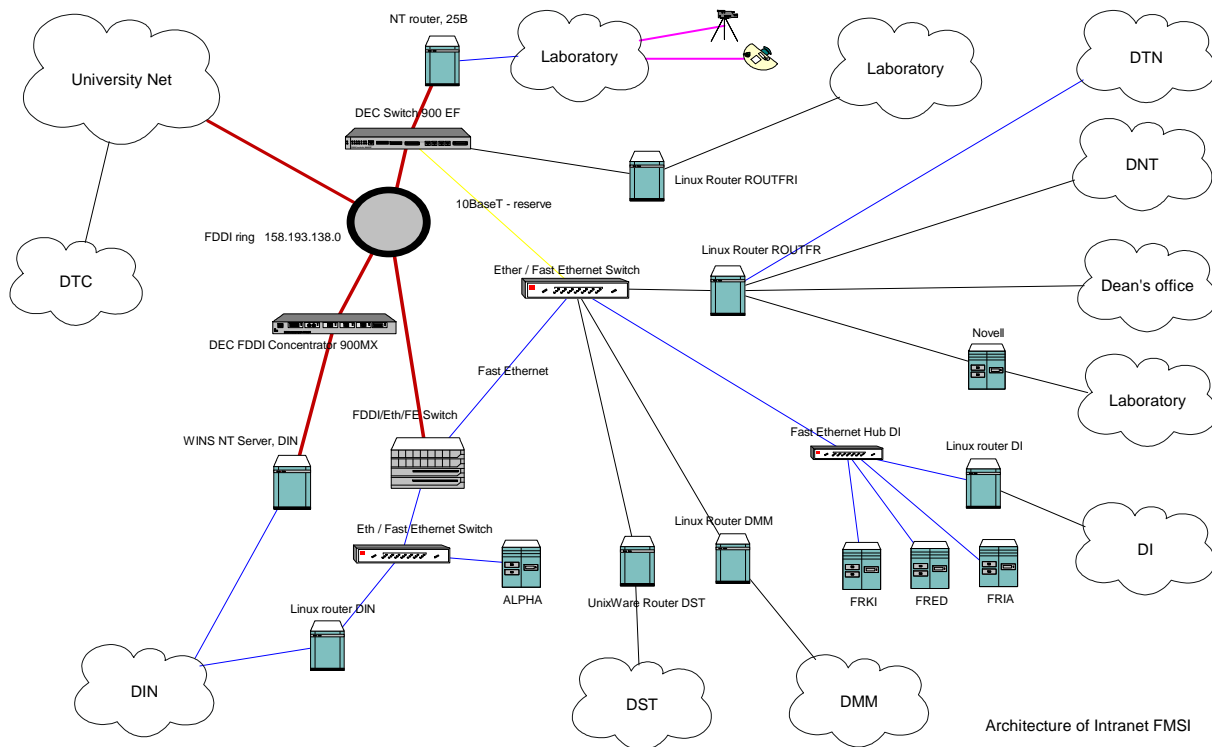 NT router, 25B
Laboratory
University Net
Laboratory
DTN
DEC Switch 900 EF
DNT
Linux Router ROUTFRI
10BaseT - reserve
FDDI ring 158.193.138.0
Linux Router ROUTFR
DTC
Ether / Fast Ethernet Switch
Dean's office
DEC FDDI Concentrator 900MX
Novell
Fast Ethernet
Laboratory
FDDI/Eth/FE Switch
WINS NT Server, DIN
Fast Ethernet Hub DI
Linux router DI
Eth / Fast Ethernet Switch
Linux Router DMM
DI
ALPHA
UnixWare Router DST
FRKI
FRED
FRIA
Linux router DIN
DIN
DST
DMM
Architecture of Intranet FMSI